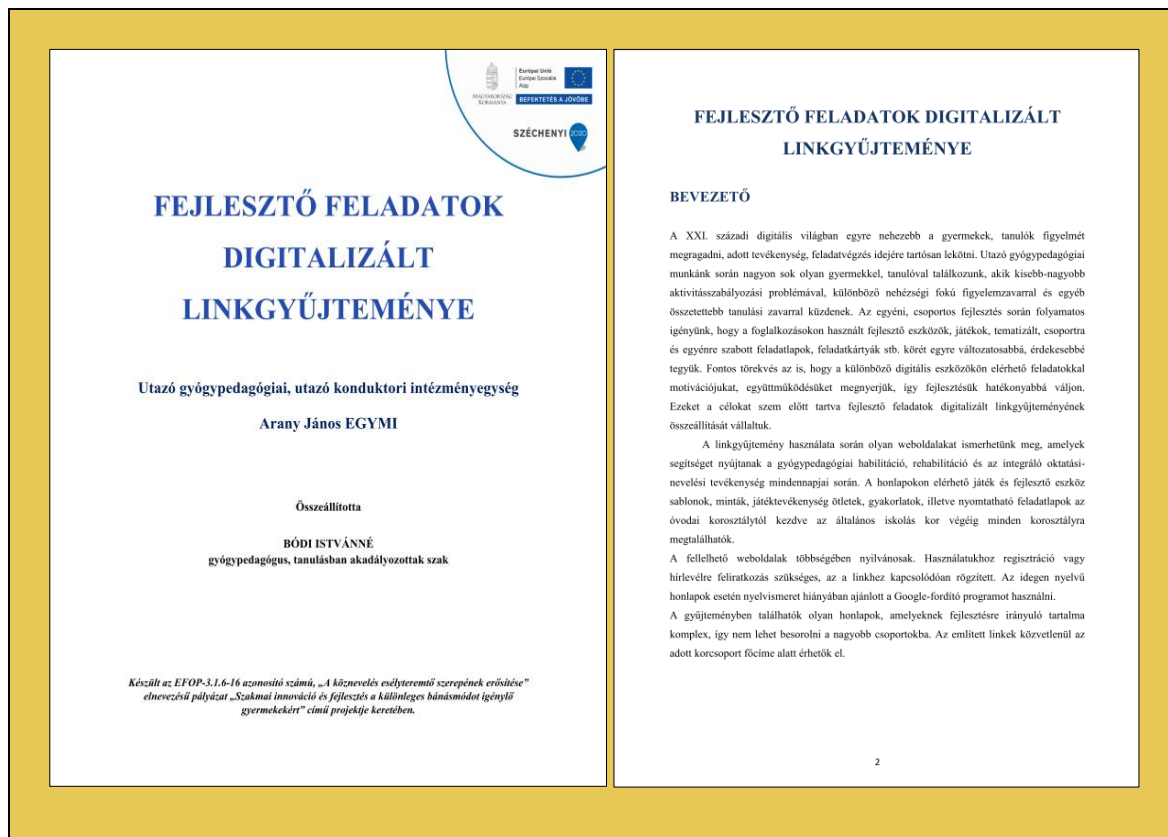 Európai Unió
Európai Szociális
Alap
MAGYARORSZÁG
KORMÁNYA
BEFEKTETÉS A JÖVŐBE
SZÉCHENYI 2020
FEJLESZTŐ FELADATOK
DIGITALIZÁLT
LINKGYŰJTEMÉNYE
Utazó gyógypedagógiai, utazó konduktori intézményegység
Arany János EGYMI
Összeállította
BÓDI ISTVÁNNÉ
gyógypedagógus, tanulásban akadályozottak szak
Készült az EFOP-3.1.6-16 azonosító számú, „A köznevelés esélyteremtő szerepének erősítése”
elnevezésű pályázat „Szakmai innováció és fejlesztés a különleges bánásmódot igénylő
gyermekekért” című projektje keretében.
FEJLESZTŐ FELADATOK DIGITALIZÁLT
LINKGYŰJTEMÉNYE
BEVEZETŐ
A XXI. századi digitális világban egyre nehezebb a gyermekek, tanulók figyelmét
megragadni, adott tevékenység, feladatvégzés idejére tartósan lekötni. Utazó gyógypedagógiai
munkánk során nagyon sok olyan gyermekkel, tanulóval találkozunk, akik kisebb-nagyobb
aktivitásszabályozási problémával, különböző nehézségi fokú figyelemzavarral és egyéb
összetettebb tanulási zavarral küzdenek. Az egyéni, csoportos fejlesztés során folyamatos
igényünk, hogy a foglalkozásokon használt fejlesztő eszközök, játékok, tematizált, csoportra
és egyénre szabott feladatlapok, feladatkártyák stb. körét egyre változatosabbá, érdekesebbé
tegyük. Fontos törekvés az is, hogy a különböző digitális eszközökön elérhető feladatokkal
motivációjukat, együttműködésüket megnyerjük, így fejlesztésük hatékonyabbá váljon.
Ezeket a célokat szem előtt tartva fejlesztő feladatok digitalizált linkgyűjteményének
összeállítását vállaltuk.
A linkgyűjtemény használata során olyan weboldalakat ismerhetünk meg, amelyek
segítséget nyújtanak a gyógypedagógiai habilitáció, rehabilitáció és az integráló oktatási-
nevelési tevékenység mindennapjai során. A honlapokon elérhető játék és fejlesztő eszköz
sablonok, minták, játéktevékenység ötletek, gyakorlatok, illetve nyomtatható feladatlapok az
óvodai korosztálytól kezdve az általános iskolás kor végéig minden korosztályra
megtalálhatók.
A fellelhető weboldalak többségében nyilvánosak. Használatukhoz regisztráció vagy
hírlevélre feliratkozás szükséges, az a linkhez kapcsolódóan rögzített. Az idegen nyelvű
honlapok esetén nyelvismeret hiányában ajánlott a Google-fordító programot használni.
A gyűjteményben találhatók olyan honlapok, amelyeknek fejlesztésre irányuló tartalma
komplex, így nem lehet besorolni a nagyobb csoportokba. Az említett linkek közvetlenül az
adott korcsoport főcíme alatt érhetők el.
2